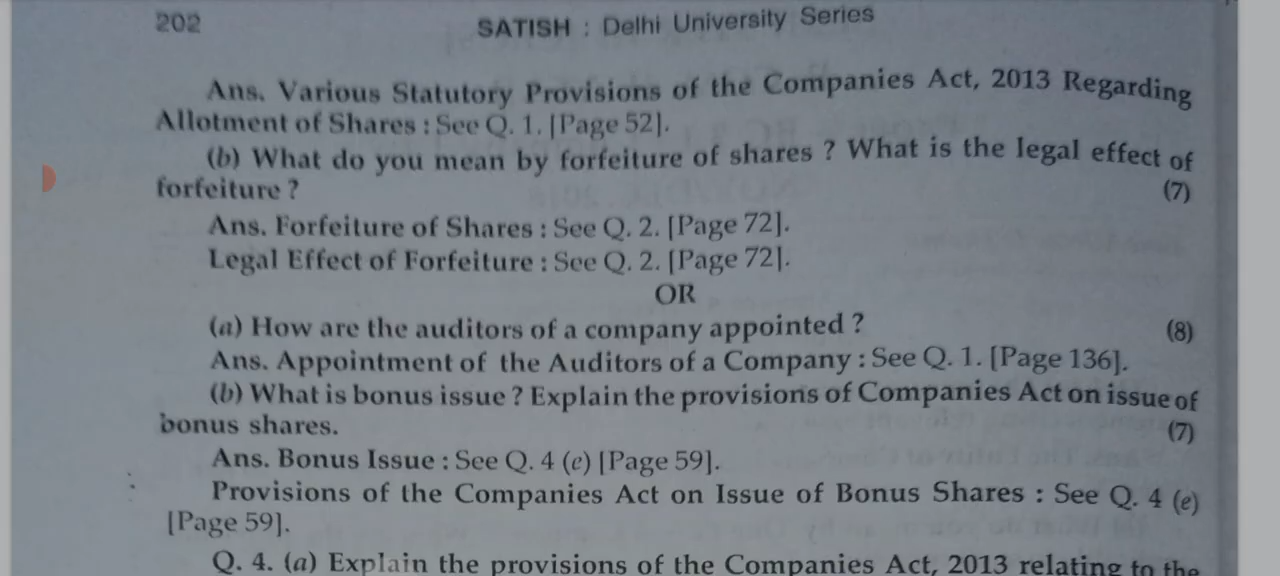 202
SATISH : Delhi University Series
Ans. Various Statutory Provisions of the Companies Act, 2013 Regarding
Allotment of Shares : See Q. 1. [Page 52].
(b) What do you mean by forfeiture of shares ? What is the legal effect of
forfeiture ? (7)
Ans. Forfeiture of Shares : See Q. 2. [Page 72].
Legal Effect of Forfeiture : See Q. 2. [Page 72].
OR
(a) How are the auditors of a company appointed ? (8)
Ans. Appointment of the Auditors of a Company : See Q. 1. [Page 136].
(b) What is bonus issue ? Explain the provisions of Companies Act on issue of
bonus shares. (7)
Ans. Bonus Issue : See Q. 4 (e) [Page 59].
Provisions of the Companies Act on Issue of Bonus Shares : See Q. 4 (e)
[Page 59].
Q. 4. (a) Explain the provisions of the Companies Act, 2013 relating to the